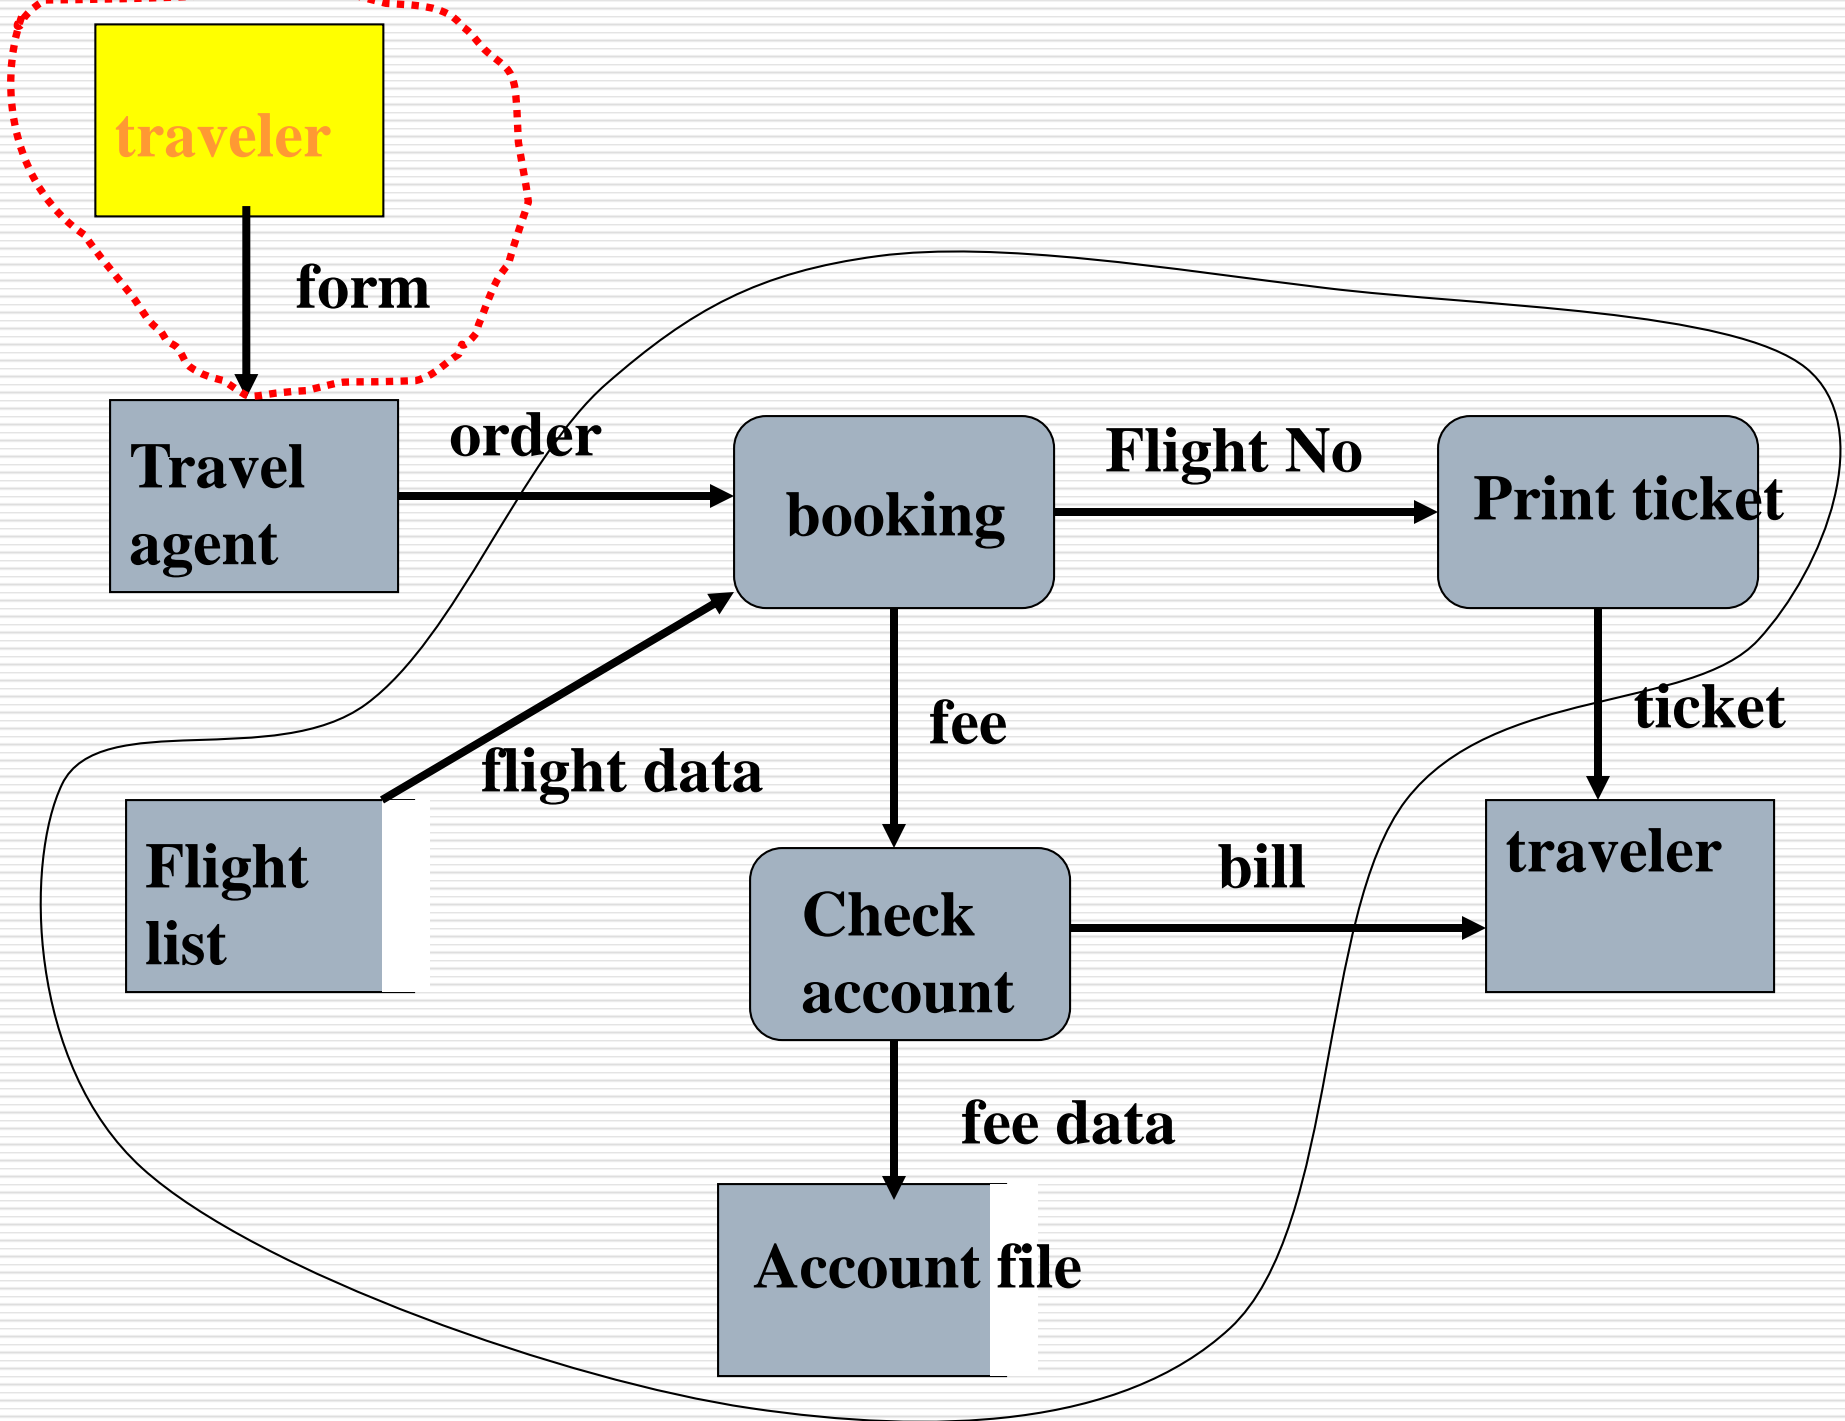 traveler
form
order
Travel
agent
booking
Flight No
Print ticket
fee
ticket
flight data
Flight
list
Check
account
bill
traveler
fee data
Account file